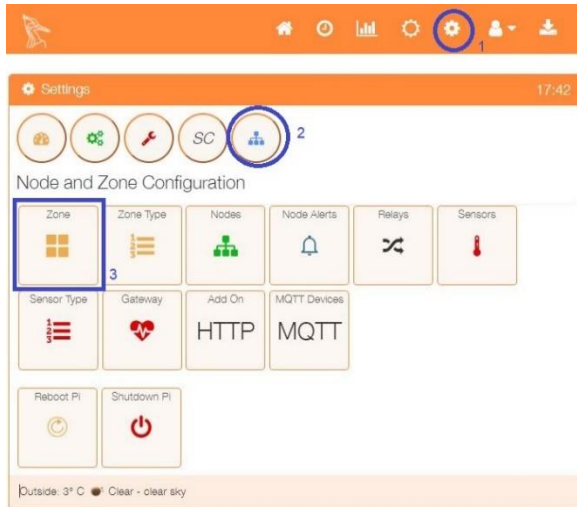 1
Settings 17:42
SC 2
Node and Zone Configuration
Zone Zone Type Nodes Node Alerts Relays Sensors
3
Sensor Type Gateway Add On MQTT Devices
HTTP MQTT
Reboot Pi Shutdown Pi
Outside: 3° C Clear - clear sky